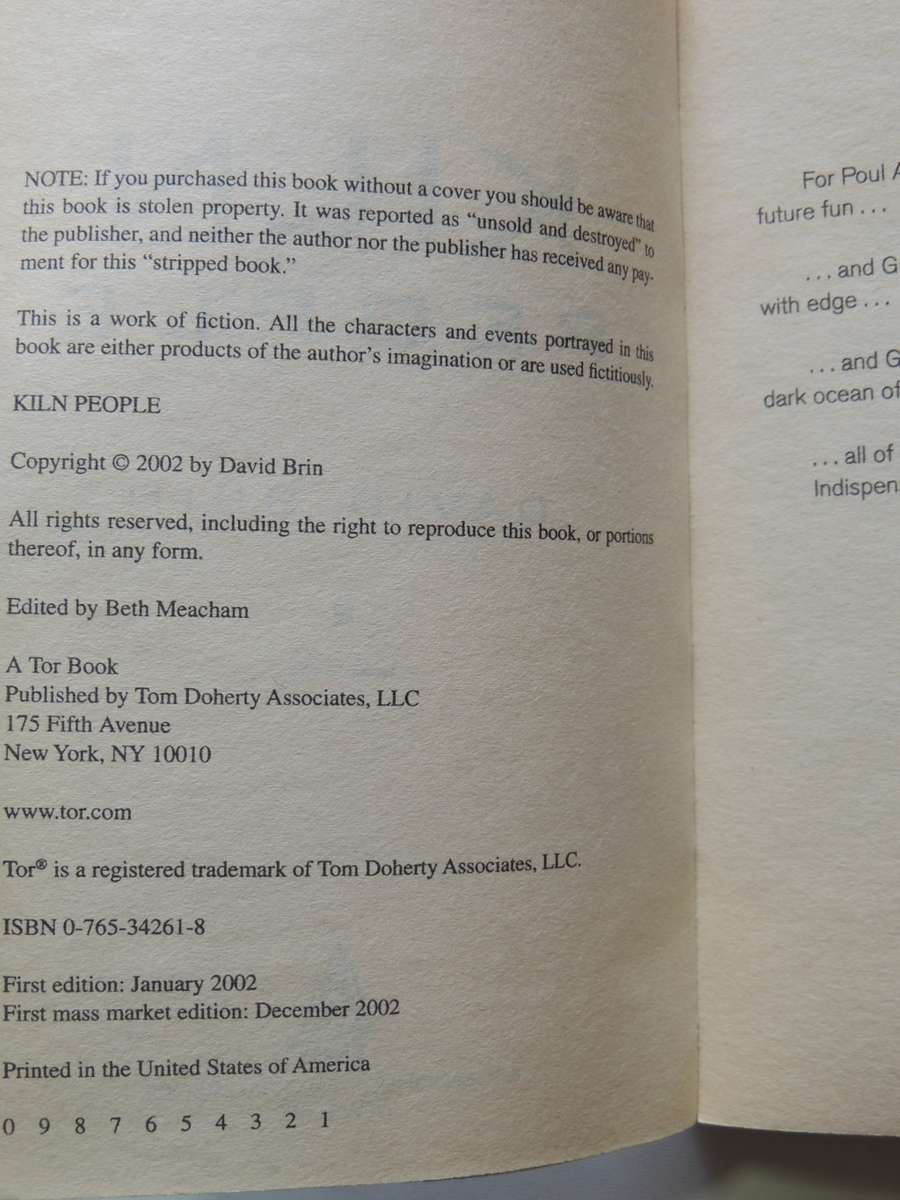 NOTE: If you purchased this book without a cover you should be aware that
this book is stolen property. It was reported as “unsold and destroyed” to
the publisher, and neither the author nor the publisher has received any pay-
ment for this “stripped book.”
This is a work of fiction. All the characters and events portrayed in this
book are either products of the author’s imagination or are used fictitiously.
KILN PEOPLE
Copyright © 2002 by David Brin
All rights reserved, including the right to reproduce this book, or portions
thereof, in any form.
Edited by Beth Meacham
A Tor Book
Published by Tom Doherty Associates, LLC
175 Fifth Avenue
New York, NY 10010
www.tor.com
Tor® is a registered trademark of Tom Doherty Associates, LLC.
ISBN 0-765-34261-8
First edition: January 2002
First mass market edition: December 2002
Printed in the United States of America
0 9 8 7 6 5 4 3 2 1
For Poul
future fun . . .
. . . and
with edge . . .
. . . and
dark ocean of
. . . all of